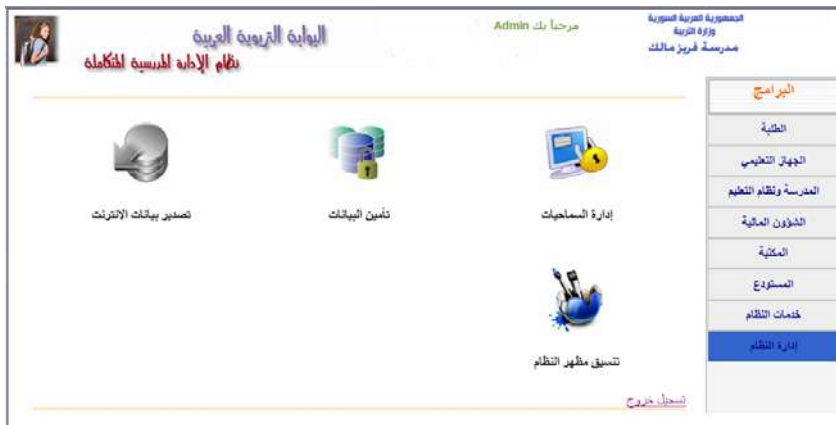 الجمهورية العربية السورية
وزارة التربية
مدرسة فريز مالك
مرحباً بك Admin
البوابة التربوية العربية
نظام الإدارة المدرسية المتكاملة
البرامج
الطلبة
الجهاز التعليمي
المدرسة ونظام التعليم
الشؤون المالية
المكتبة
المستودع
خدمات النظام
إدارة النظام
إدارة السماحيات
تأمين البيانات
تصدير بيانات الانترنت
تنسيق مظهر النظام
تسجيل خروج